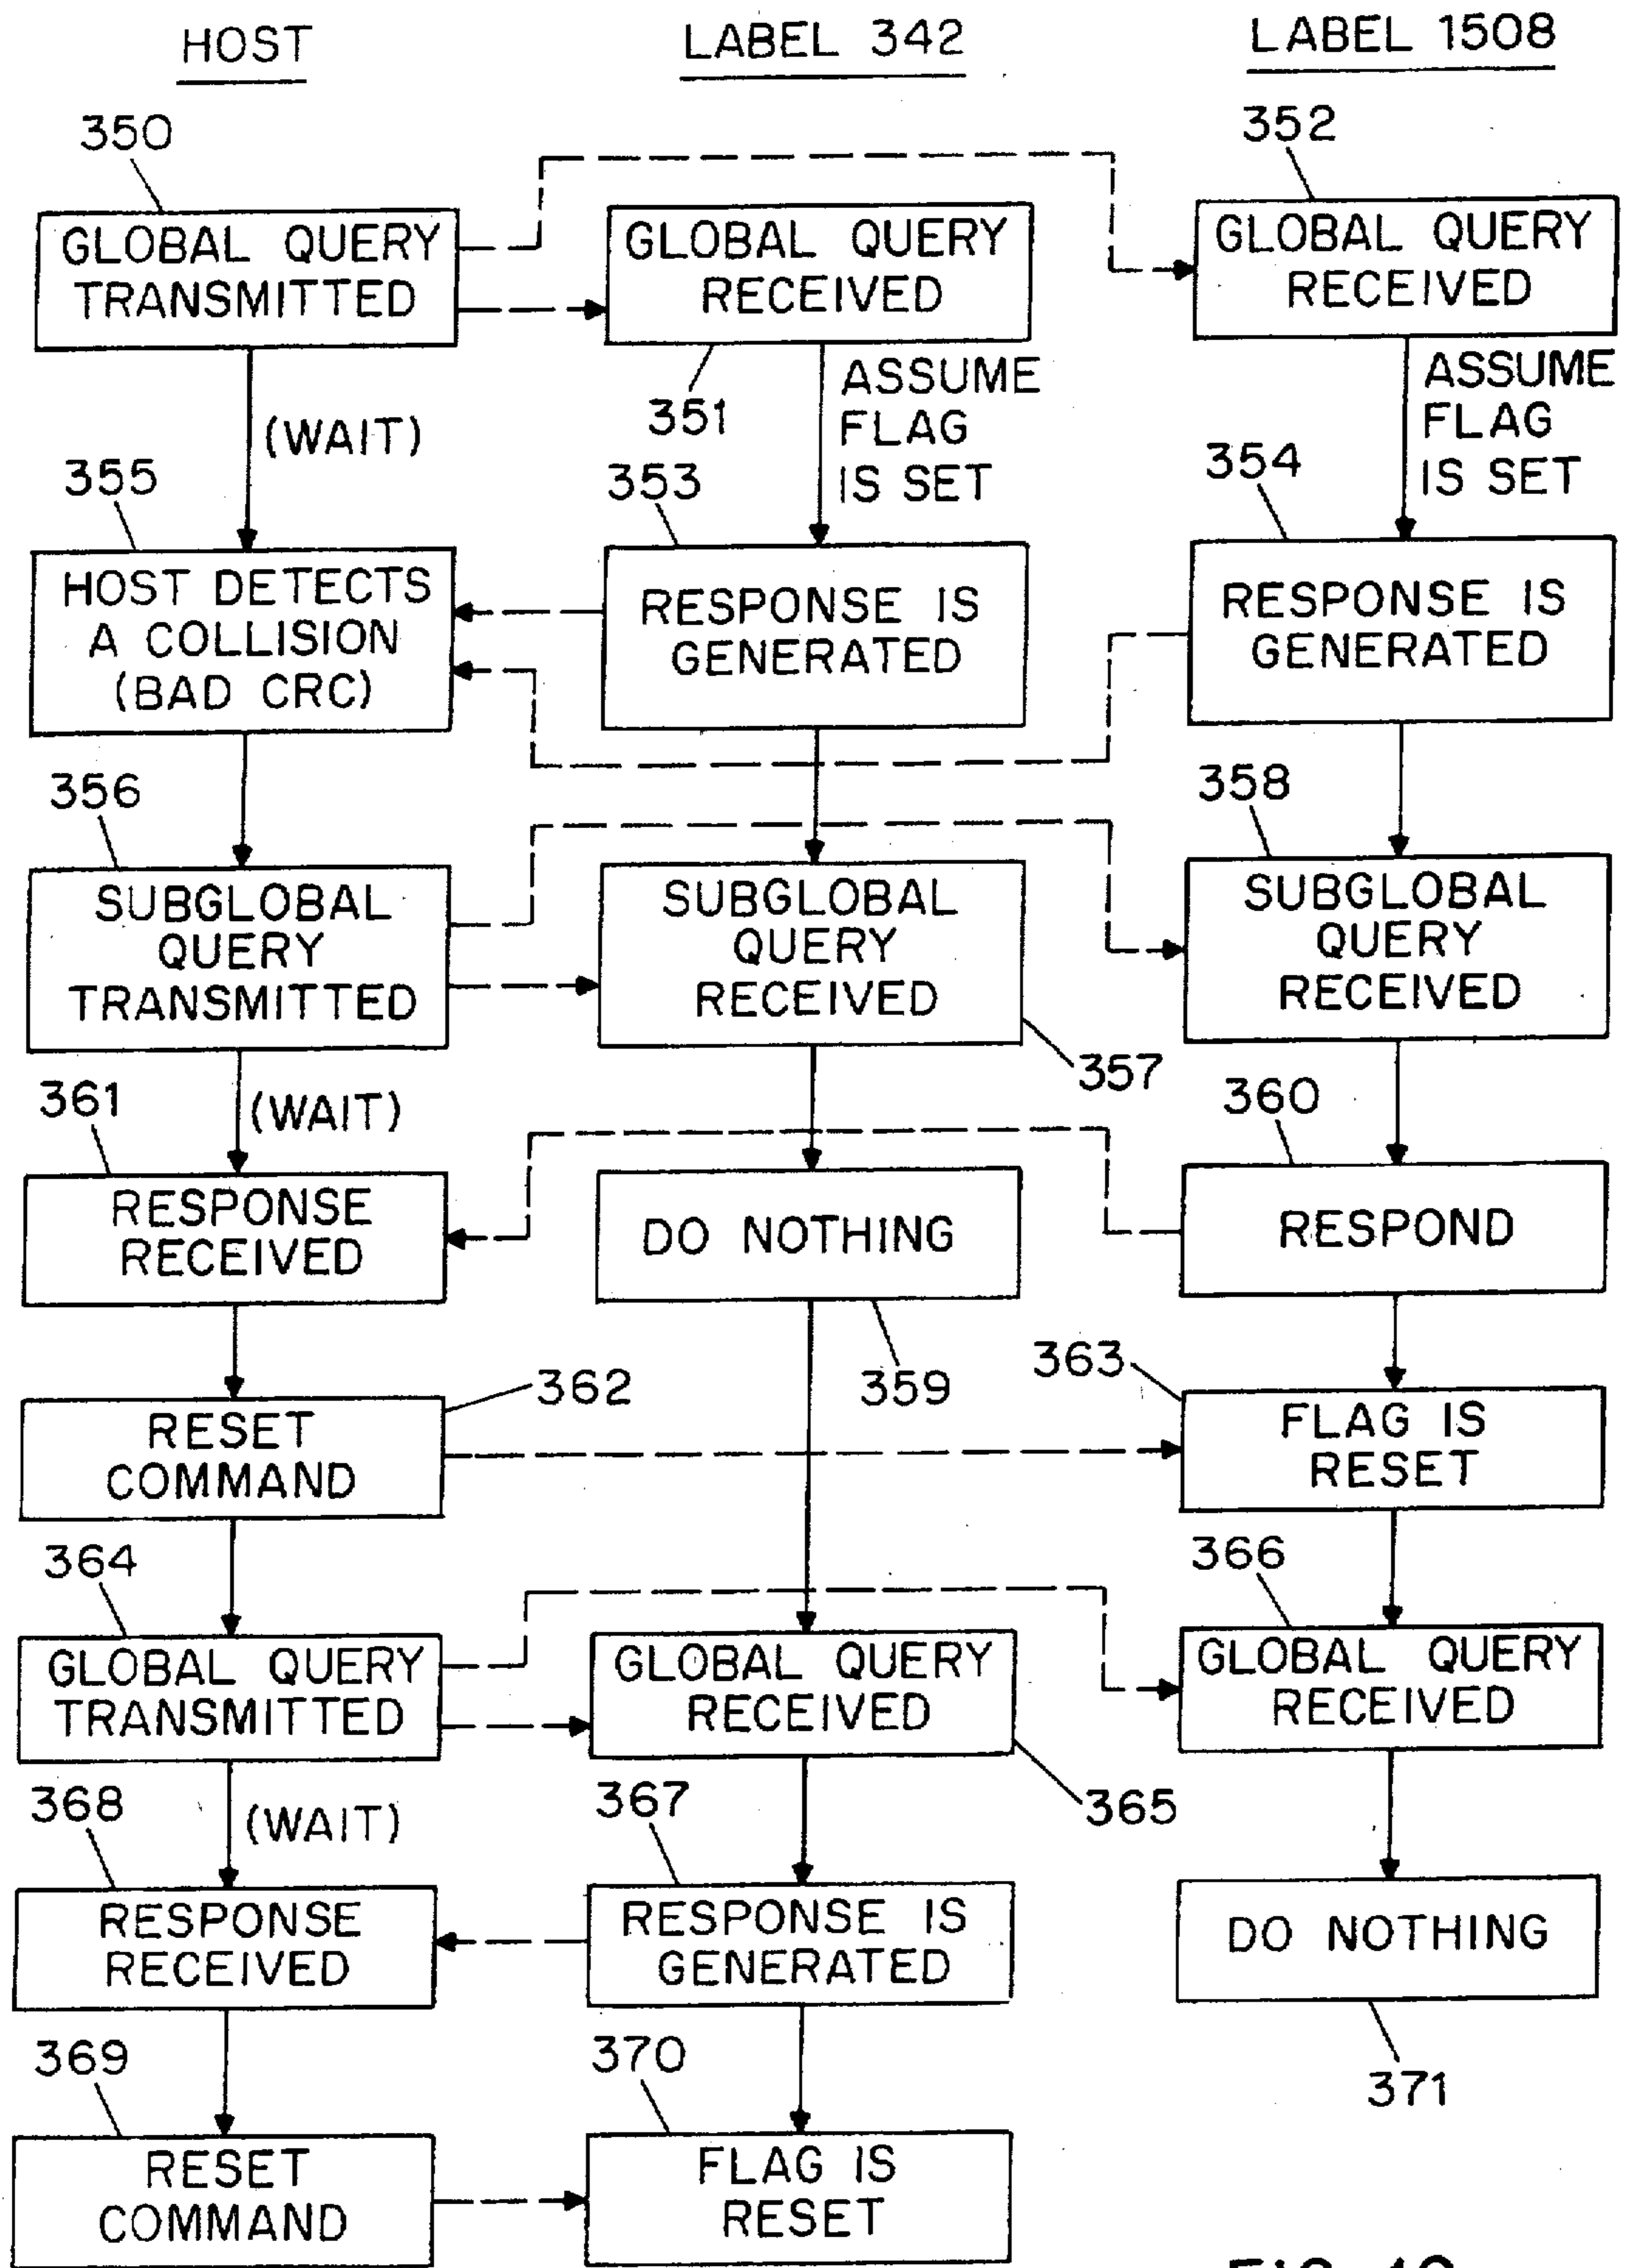 HOST
LABEL 342
LABEL 1508
350
352
GLOBAL QUERY
TRANSMITTED
GLOBAL QUERY
RECEIVED
GLOBAL QUERY
RECEIVED
351
(WAIT)
ASSUME
FLAG
IS SET
ASSUME
FLAG
IS SET
355
353
354
HOST DETECTS
A COLLISION
(BAD CRC)
RESPONSE IS
GENERATED
RESPONSE IS
GENERATED
356
358
SUBGLOBAL
QUERY
TRANSMITTED
SUBGLOBAL
QUERY
RECEIVED
SUBGLOBAL
QUERY
RECEIVED
357
361
(WAIT)
360
RESPONSE
RECEIVED
DO NOTHING
RESPOND
359
362
363
RESET
COMMAND
FLAG IS
RESET
364
366
GLOBAL QUERY
TRANSMITTED
GLOBAL QUERY
RECEIVED
GLOBAL QUERY
RECEIVED
365
368
(WAIT)
367
RESPONSE
RECEIVED
RESPONSE IS
GENERATED
DO NOTHING
371
369
370
RESET
COMMAND
FLAG IS
RESET